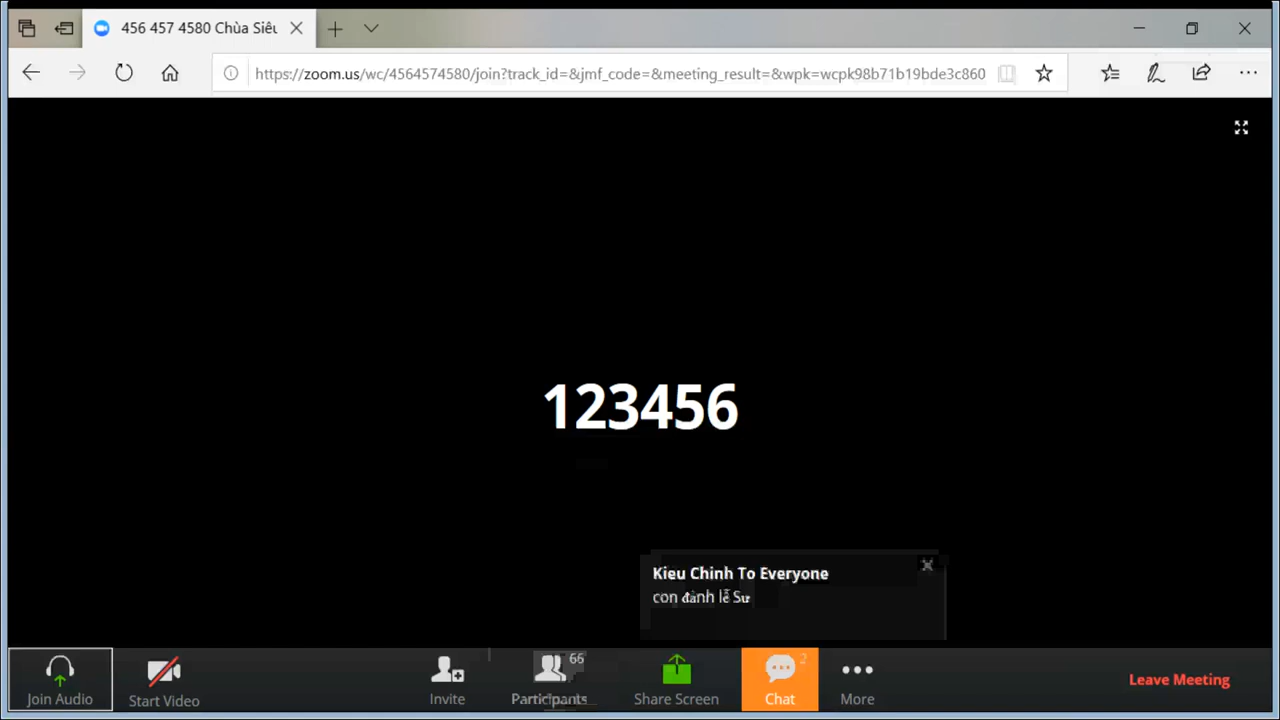 456 457 4580 Chùa Siêu
https://zoom.us/wc/4564574580/join?track_id=&jmf_code=&meeting_result=&wpk=wcpk98b71b19bde3c860
123456
Kieu Chinh To Everyone
con đảnh lễ Sư
66
2
Join Audio
Start Video
Invite
Participants
Share Screen
Chat
More
Leave Meeting